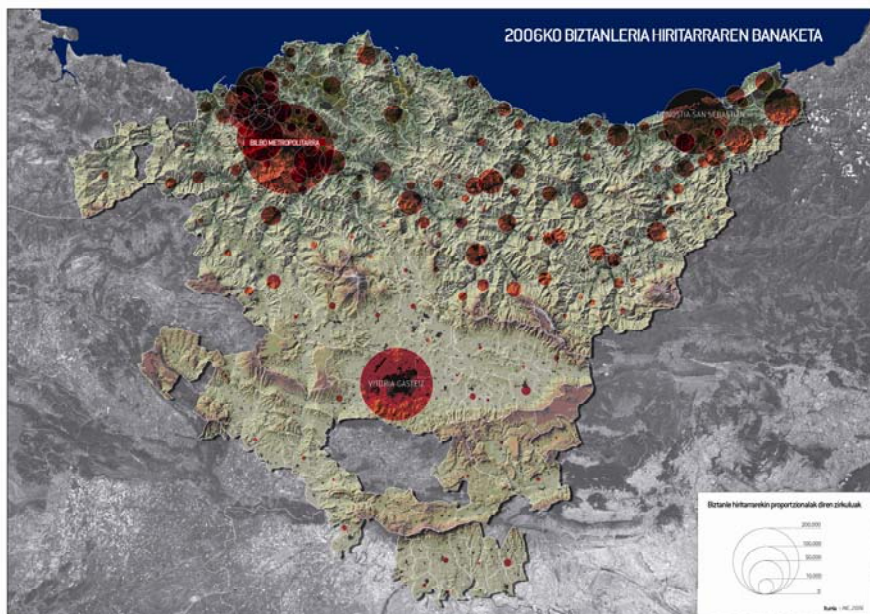 2006KO BIZTANLERIA HIRITARRAREN BANAKETA
BILBO METROPOLITARRA
DONOSTIA-SAN SEBASTIAN
VITORIA-GASTEIZ
Biztanle hiritarrekin proportzionalak diren zirkuluak
200.000
100.000
50.000
10.000
0